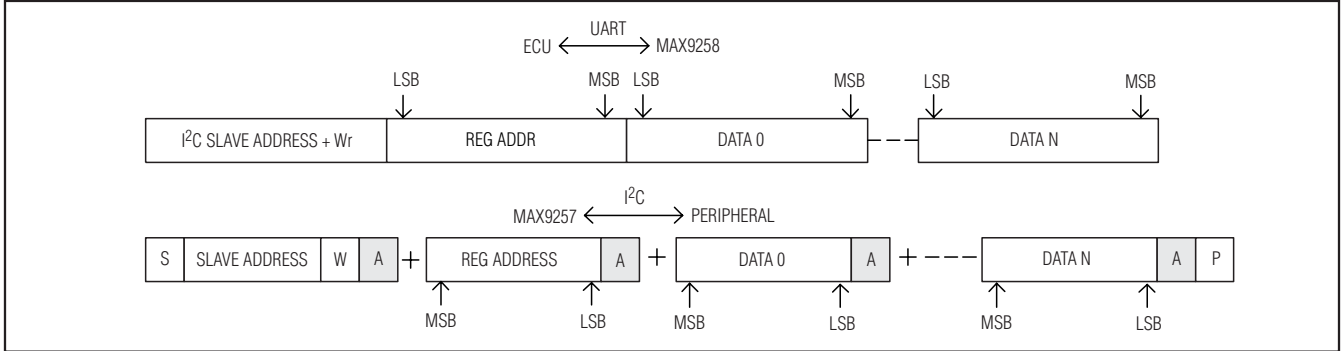 UART
ECU MAX9258
LSB MSB LSB MSB LSB MSB
I²C SLAVE ADDRESS + Wr REG ADDR DATA 0 DATA N
I²C
MAX9257 PERIPHERAL
S SLAVE ADDRESS W A + REG ADDRESS A + DATA 0 A + DATA N A P
MSB LSB MSB LSB MSB LSB